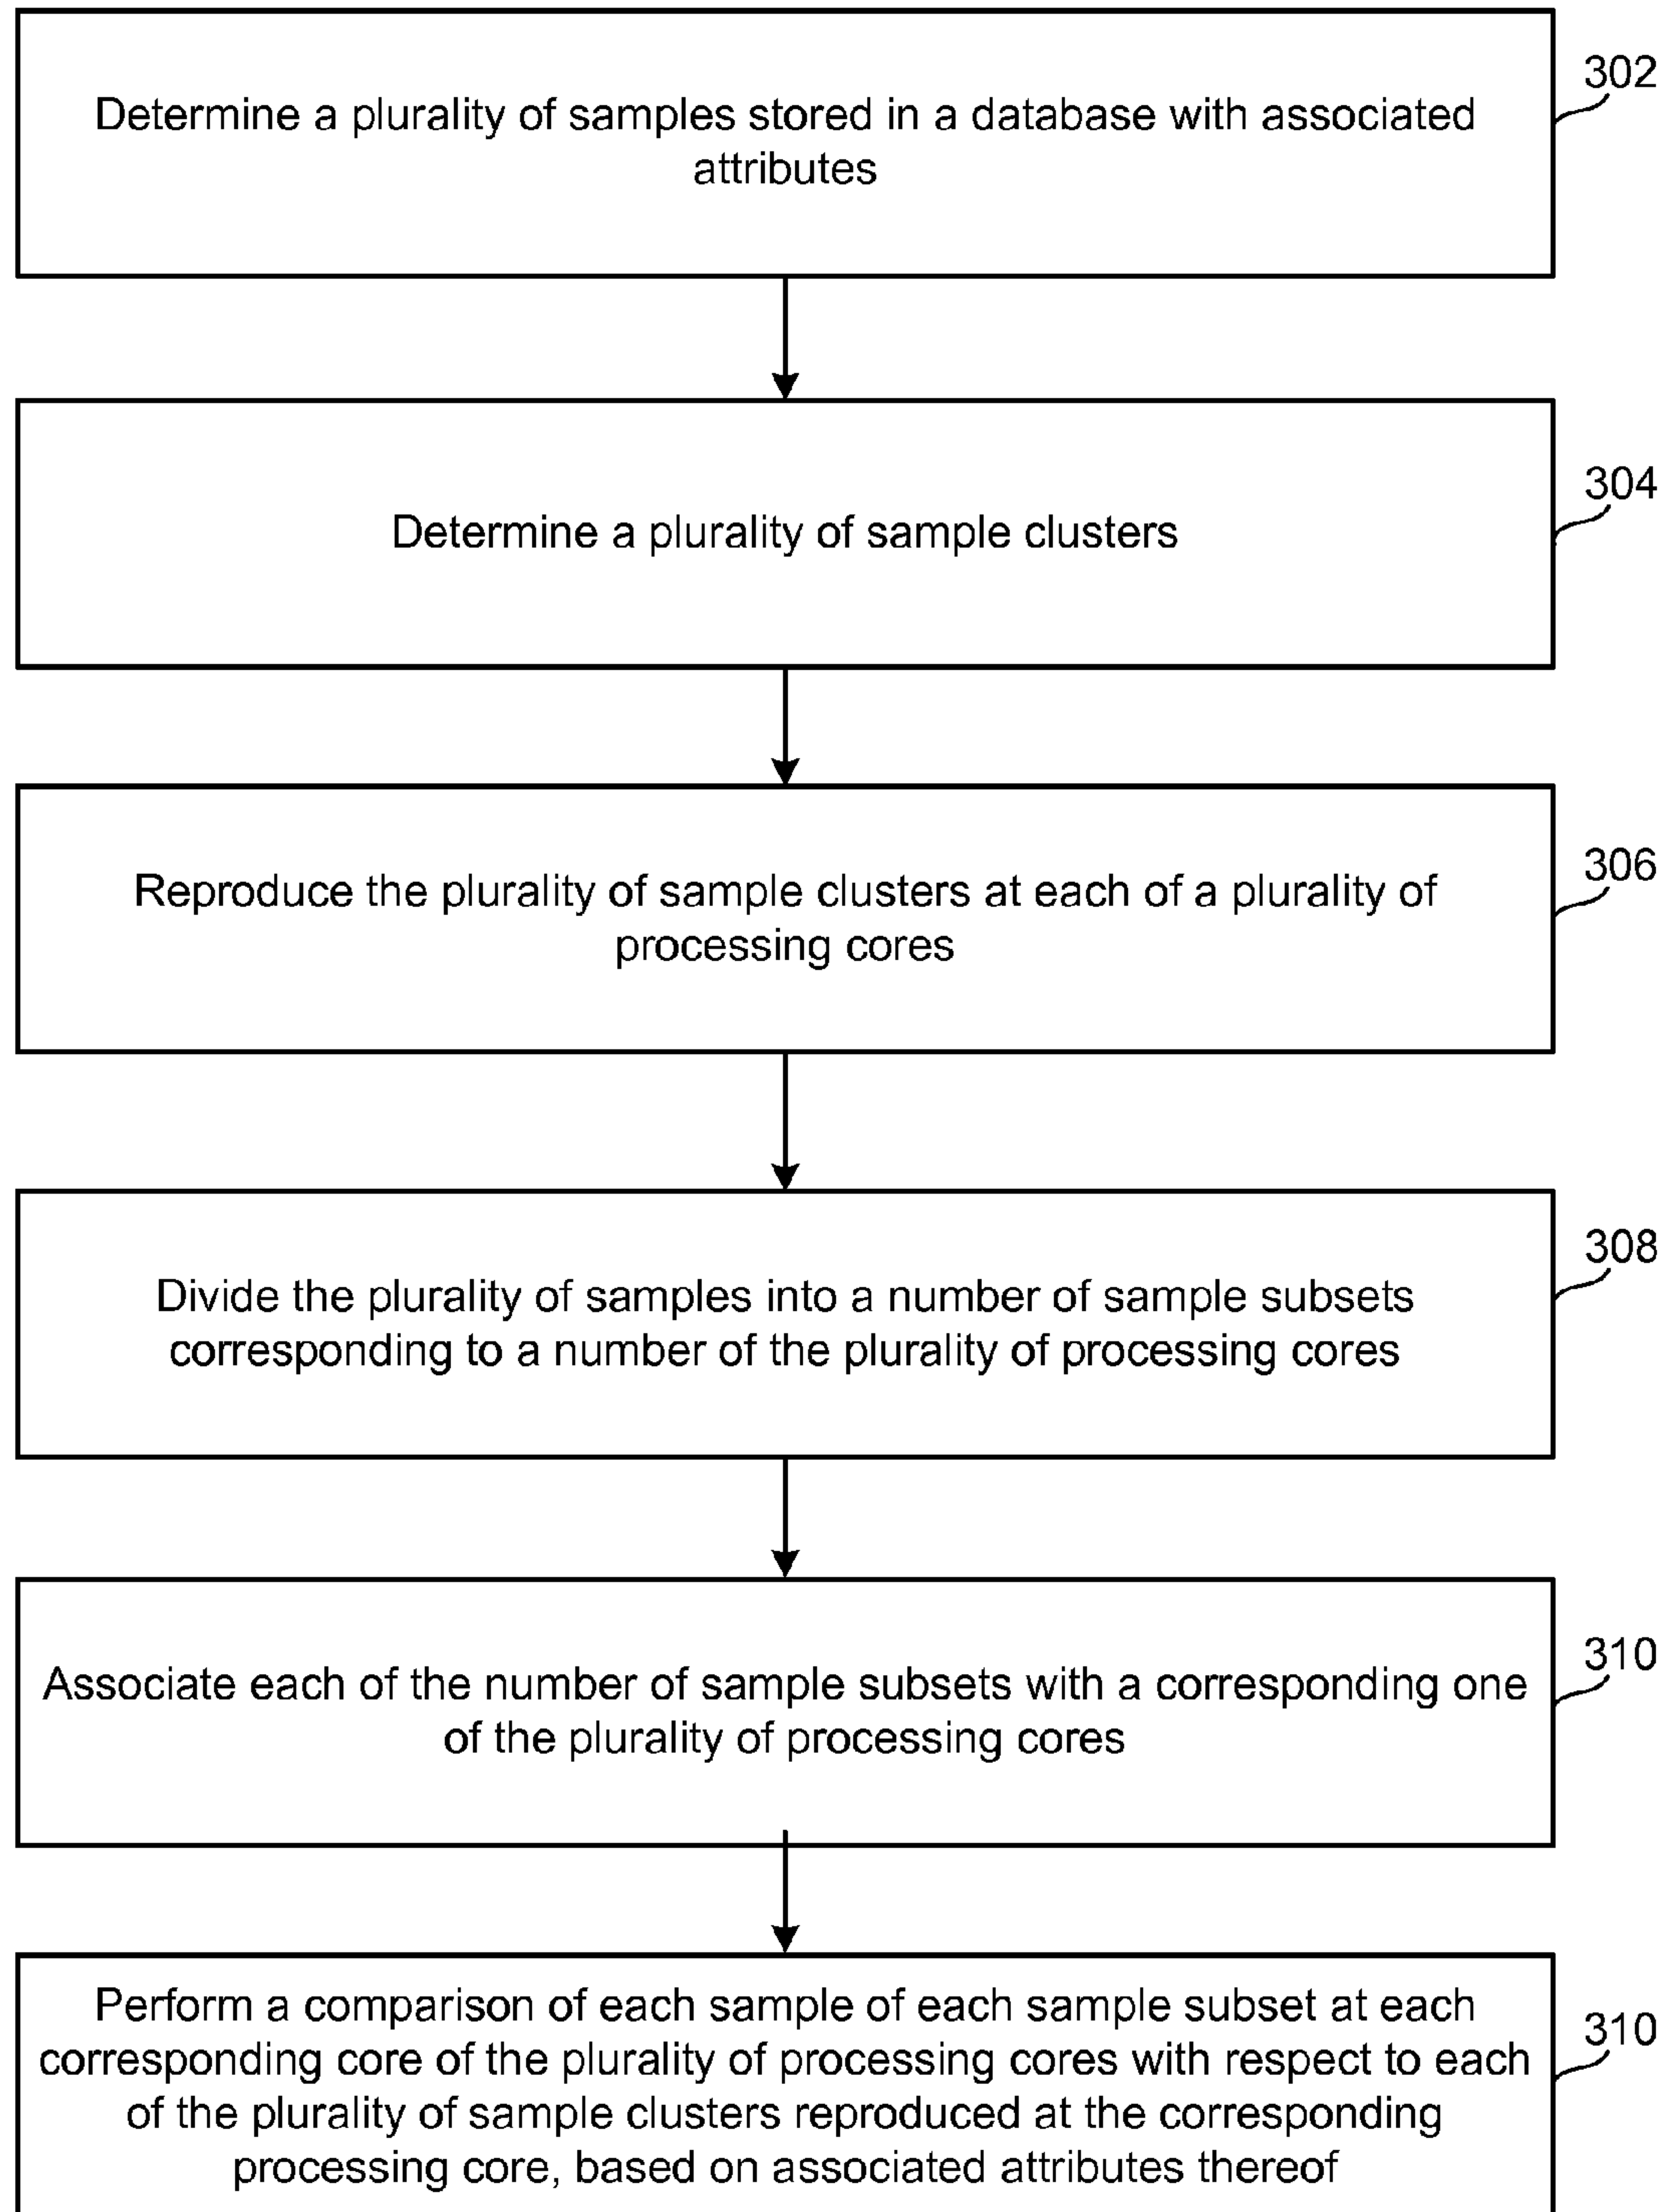 302
Determine a plurality of samples stored in a database with associated
attributes
304
Determine a plurality of sample clusters
306
Reproduce the plurality of sample clusters at each of a plurality of
processing cores
308
Divide the plurality of samples into a number of sample subsets
corresponding to a number of the plurality of processing cores
310
Associate each of the number of sample subsets with a corresponding one
of the plurality of processing cores
310
Perform a comparison of each sample of each sample subset at each
corresponding core of the plurality of processing cores with respect to each
of the plurality of sample clusters reproduced at the corresponding
processing core, based on associated attributes thereof